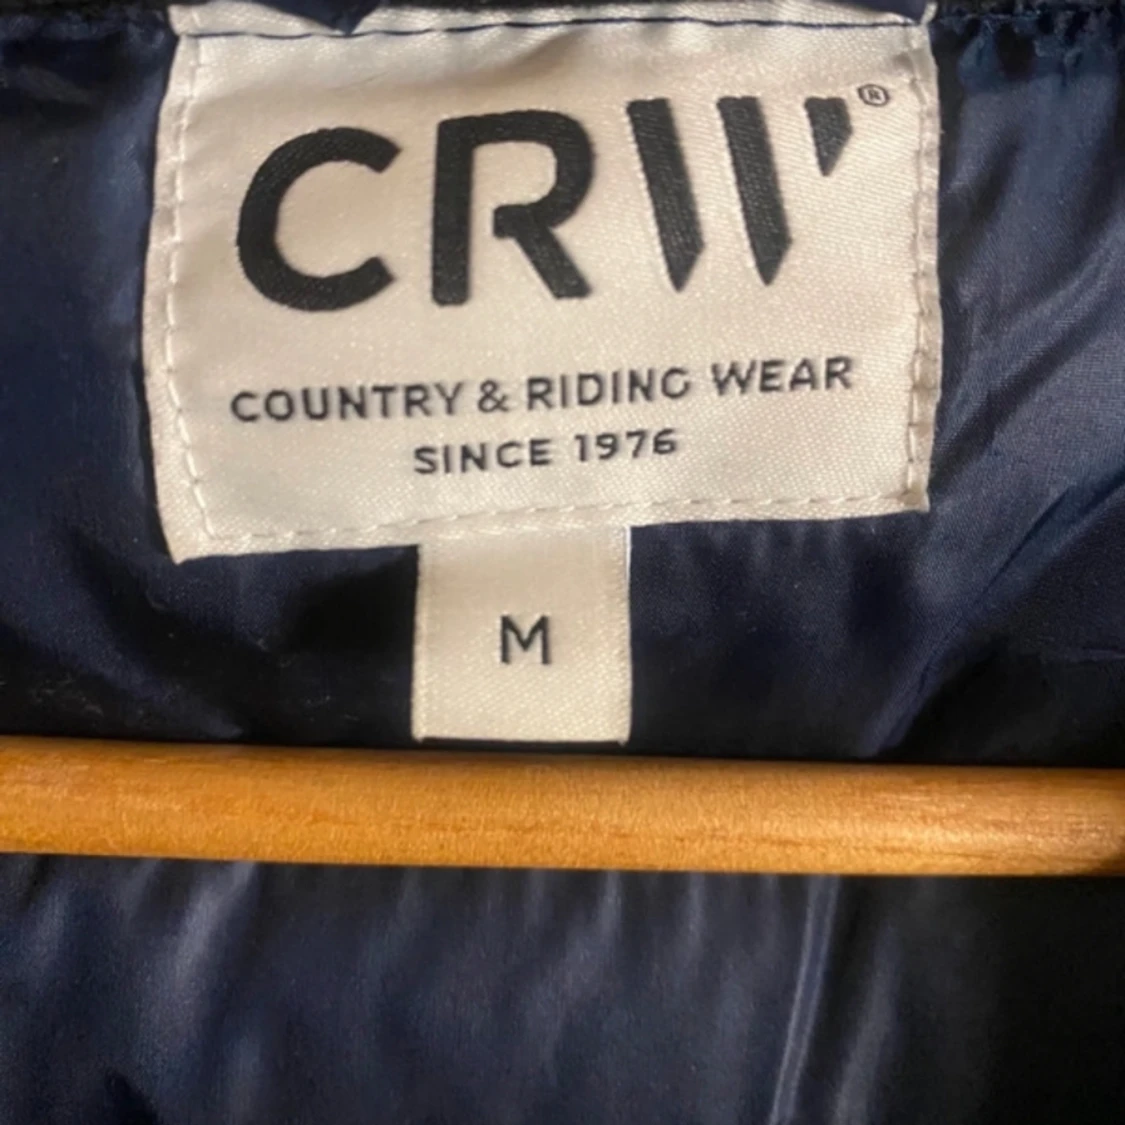 CRW®
COUNTRY & RIDING WEAR
SINCE 1976
M